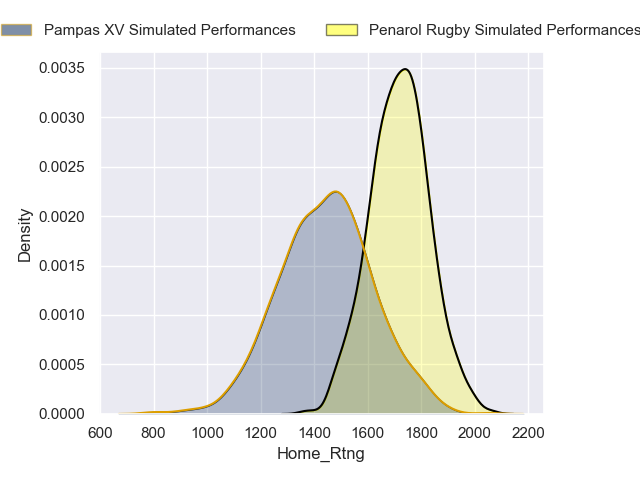 Pampas XV Simulated Performances
Penarol Rugby Simulated Performances
0.0035
0.0030
0.0025
0.0020
0.0015
0.0010
0.0005
0.0000
Density
600 800 1000 1200 1400 1600 1800 2000 2200
Home_Rtng